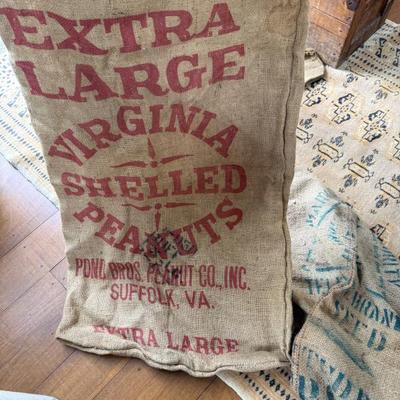 EXTRA
LARGE
VIRGINIA
SHELLED
PEANUTS
POND BROS. PEANUT CO., INC.
SUFFOLK, VA.
EXTRA LARGE